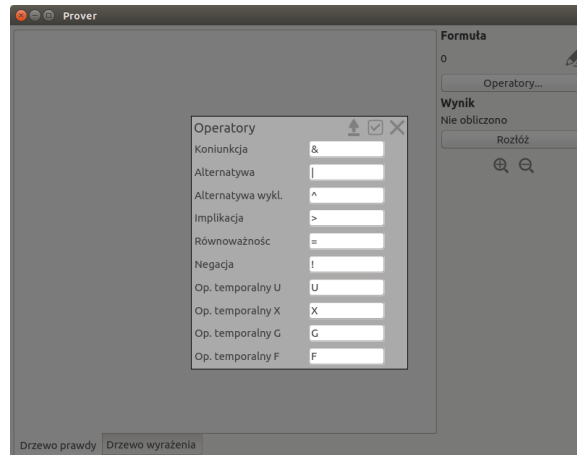 Prover
Formuła
0
Operatory...
Wynik
Nie obliczono
Rozłóż
Operatory
Koniunkcja &
Alternatywa |
Alternatywa wykl. ^
Implikacja >
Równoważnośc =
Negacja !
Op. temporalny U U
Op. temporalny X X
Op. temporalny G G
Op. temporalny F F
Drzewo prawdy Drzewo wyrażenia